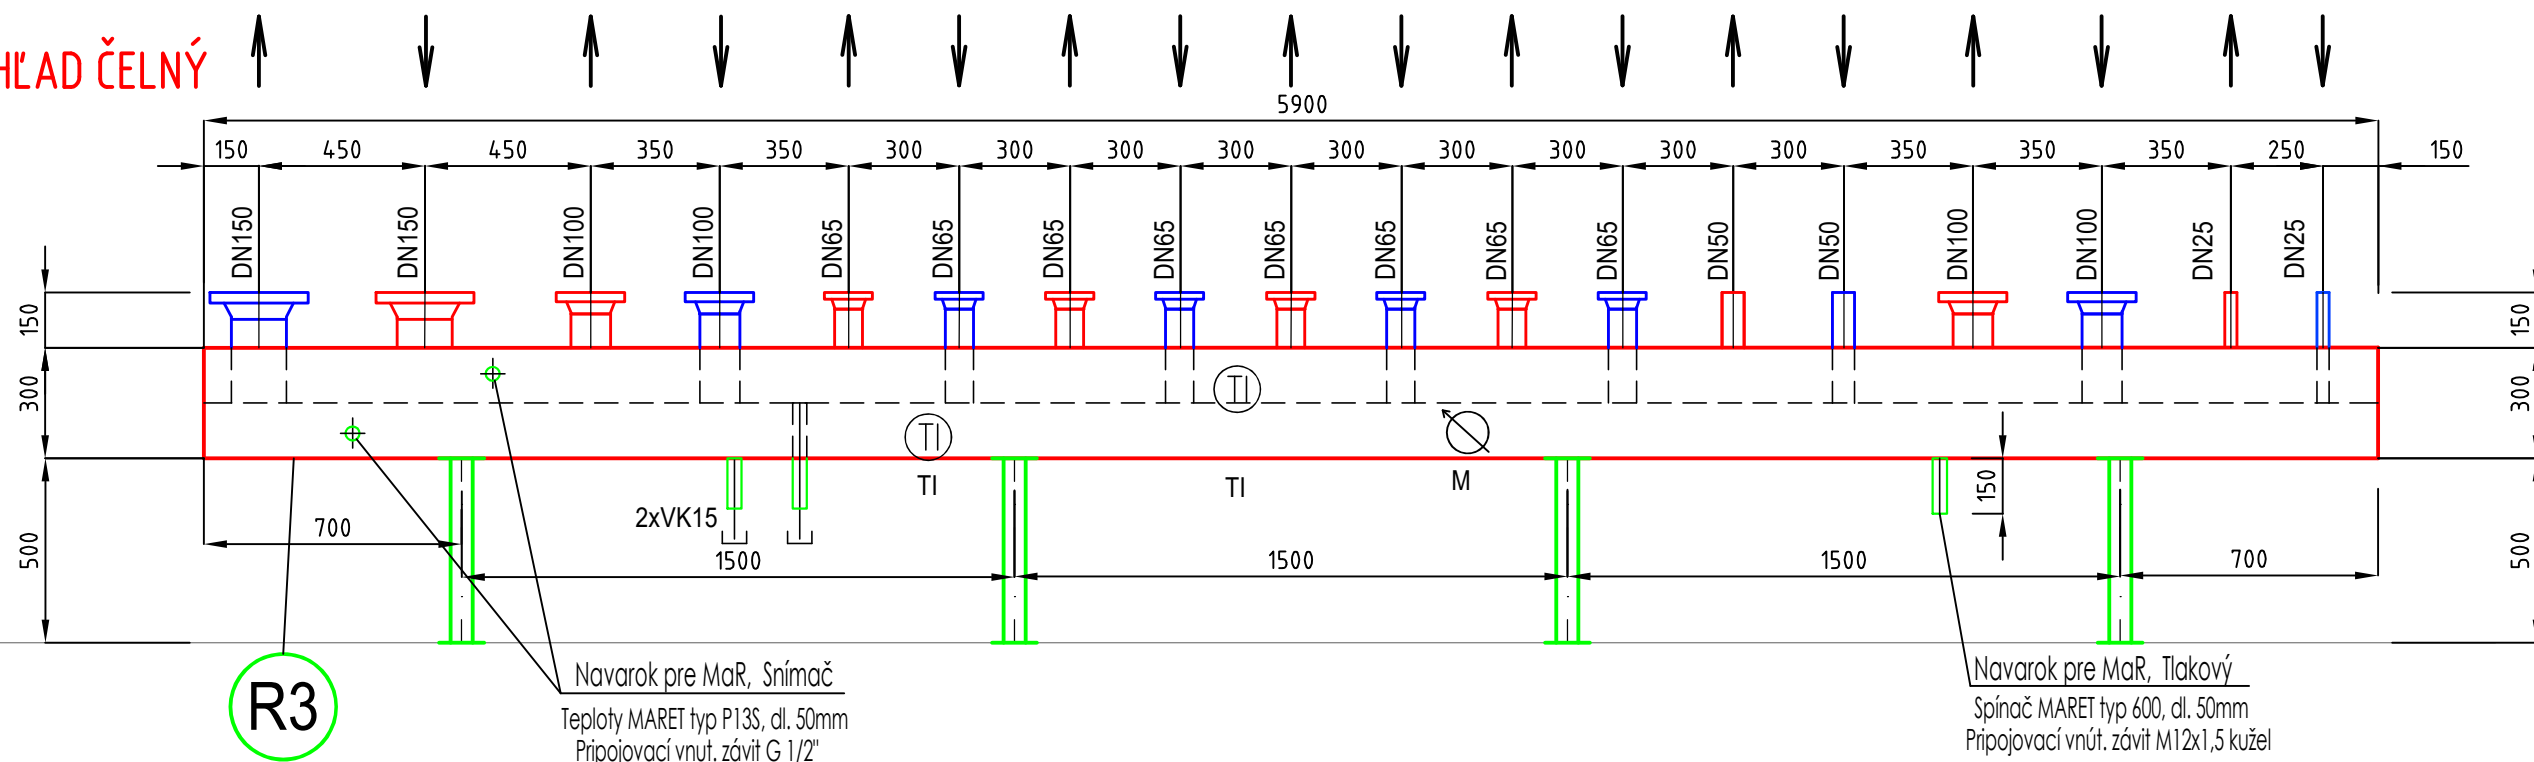 HĽAD ČELNÝ
5900
150 450 450 350 350 300 300 300 300 300 300 300 300 300 350 350 350 250 150
DN150 DN150 DN100 DN100 DN65 DN65 DN65 DN65 DN65 DN65 DN65 DN65 DN50 DN50 DN100 DN100 DN25 DN25
150 150
300 TI TI 300
TI TI M
2xVK15 150
500 700 1500 1500 1500 700 500
R3
Navarok pre MaR, Snímač
Teploty MARET typ P13S, dl. 50mm
Pripojovací vnut. závit G 1/2"
Navarok pre MaR, Tlakový
Spínač MARET typ 600, dl. 50mm
Pripojovací vnút. závit M12x1,5 kužel